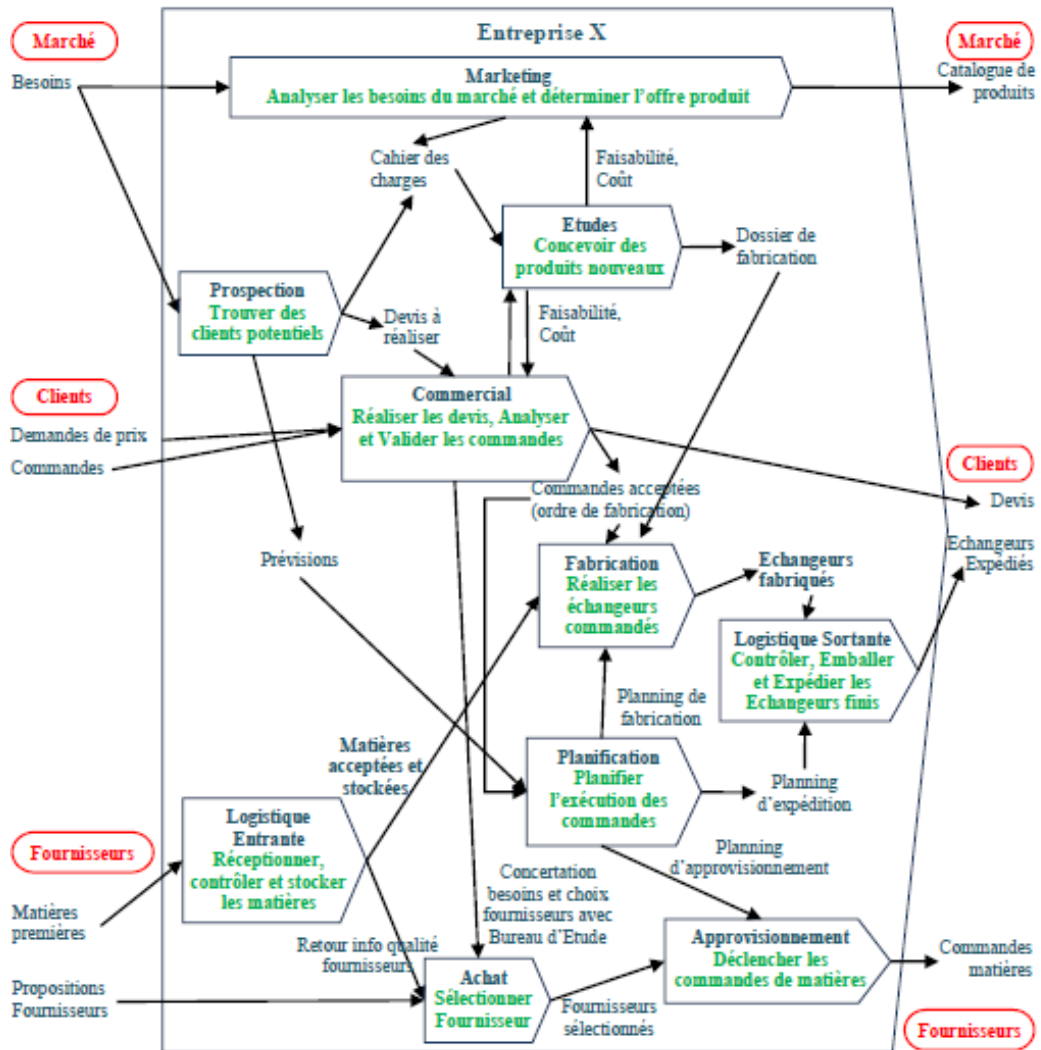 Entreprise X
Marché
Marché
Besoins
Marketing
Analyser les besoins du marché et déterminer l'offre produit
Catalogue de
produits
Cahier des
charges
Faisabilité,
Coût
Etudes
Concevoir des
produits nouveaux
Dossier de
fabrication
Prospection
Trouver des
clients potentiels
Devis à
réaliser
Faisabilité,
Coût
Clients
Commercial
Réaliser les devis, Analyser
et Valider les commandes
Demandes de prix
Commandes
Clients
Devis
Commandes acceptées
(ordre de fabrication)
Prévisions
Fabrication
Réaliser les
échangeurs
commandés
Echangeurs
fabriqués
Echangeurs
Expédiés
Logistique Sortante
Contrôler, Emballer
et Expédier les
Echangeurs finis
Planning de
fabrication
Matières
acceptées et
stockées
Planification
Planifier
l'exécution des
commandes
Planning
d'expédition
Logistique
Entrante
Réceptionner,
contrôler et stocker
les matières
Fournisseurs
Planning
d'approvisionnement
Concertation
besoins et choix
fournisseurs avec
Bureau d'Etude
Matières
premières
Retour info qualité
fournisseurs
Approvisionnement
Déclencher les
commandes de matières
Commandes
matières
Achat
Sélectionner
Fournisseur
Propositions
Fournisseurs
Fournisseurs
sélectionnés
Fournisseurs